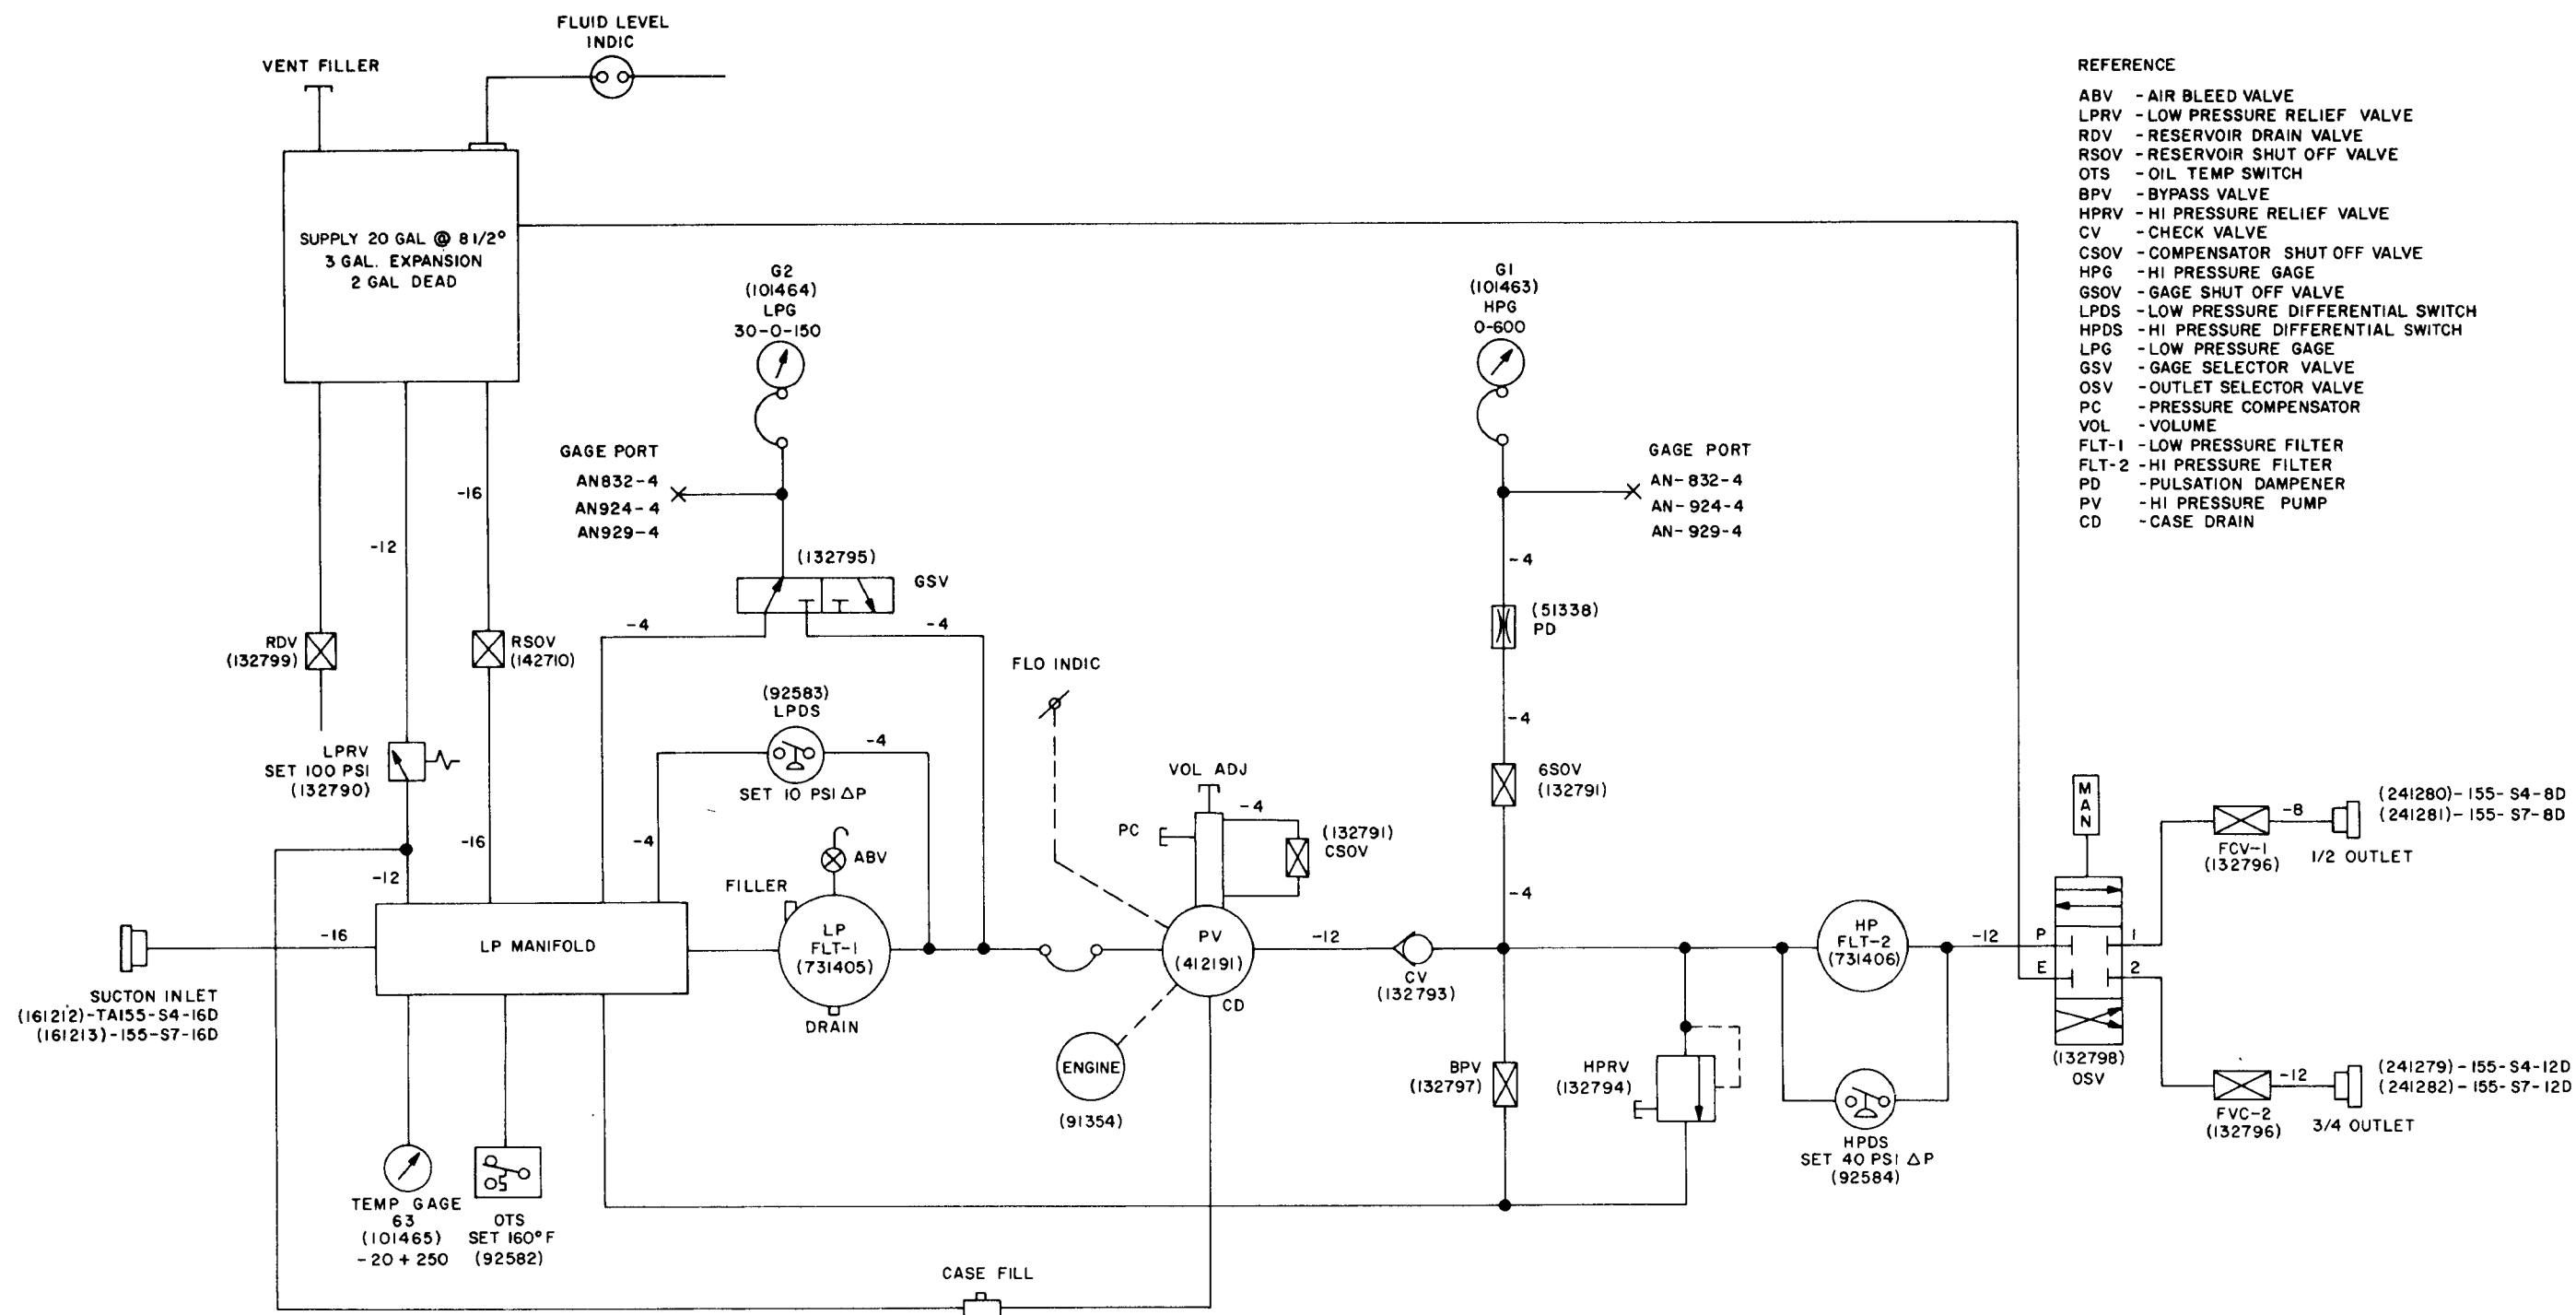 FLUID LEVEL
INDIC
VENT FILLER
SUPPLY 20 GAL @ 81/2°
3 GAL. EXPANSION
2 GAL DEAD
REFERENCE
ABV - AIR BLEED VALVE
LPRV - LOW PRESSURE RELIEF VALVE
RDV - RESERVOIR DRAIN VALVE
RSOV - RESERVOIR SHUT OFF VALVE
OTS - OIL TEMP SWITCH
BPV - BYPASS VALVE
HPRV - HI PRESSURE RELIEF VALVE
CV - CHECK VALVE
CSOV - COMPENSATOR SHUT OFF VALVE
HPG - HI PRESSURE GAGE
GSOV - GAGE SHUT OFF VALVE
LPDS - LOW PRESSURE DIFFERENTIAL SWITCH
HPDS - HI PRESSURE DIFFERENTIAL SWITCH
LPG - LOW PRESSURE GAGE
GSV - GAGE SELECTOR VALVE
OSV - OUTLET SELECTOR VALVE
PC - PRESSURE COMPENSATOR
VOL - VOLUME
FLT-1 - LOW PRESSURE FILTER
FLT-2 - HI PRESSURE FILTER
PD - PULSATION DAMPENER
PV - HI PRESSURE PUMP
CD - CASE DRAIN
G2
(101464)
LPG
30-0-150
G1
(101463)
HPG
0-600
GAGE PORT
AN832-4
AN924-4
AN929-4
GAGE PORT
AN-832-4
AN-924-4
AN-929-4
-12
-16
(132795)
GSV
-4
-4
-4
(51338)
PD
-4
RDV
(132799)
RSOV
(142710)
FLO INDIC
(92583)
LPDS
-4
SET 10 PSI ΔP
LPRV
SET 100 PSI
(132790)
-16
-4
-12
VOL ADJ
-4
PC
(132791)
CSOV
6SOV
(132791)
-4
ABV
FILLER
LP
FLT-1
(731405)
DRAIN
LP MANIFOLD
-16
SUCTON INLET
(161212)-TA155-S4-16D
(161213)-155-S7-16D
PV
(412191)
CD
-12
CV
(132793)
ENGINE
(91354)
BPV
(132797)
HPRV
(132794)
HP
FLT-2
(731406)
-12
HPDS
SET 40 PSI ΔP
(92584)
MAN
P
E
1
2
(132798)
OSV
FCV-1
(132796)
-8
1/2 OUTLET
(241280)-155-S4-8D
(241281)-155-S7-8D
FVC-2
(132796)
-12
3/4 OUTLET
(241279)-155-S4-12D
(241282)-155-S7-12D
TEMP GAGE
63
(101465)
-20 + 250
OTS
SET 160°F
(92582)
CASE FILL